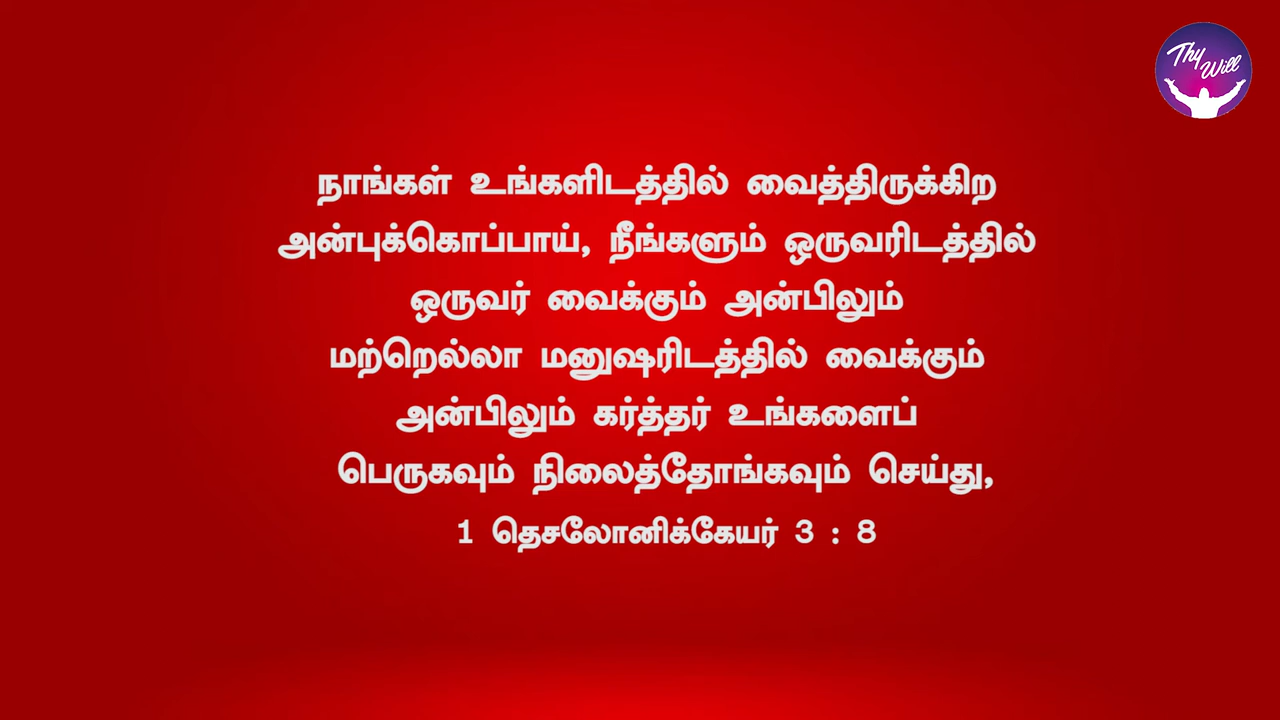 Thy Will
நாங்கள் உங்களிடத்தில் வைத்திருக்கிற
அன்புக்கொப்பாய், நீங்களும் ஒருவரிடத்தில்
ஒருவர் வைக்கும் அன்பிலும்
மற்றெல்லா மனுஷரிடத்தில் வைக்கும்
அன்பிலும் கர்த்தர் உங்களைப்
பெருகவும் நிலைத்தோங்கவும் செய்து,
1 தெசலோனிக்கேயர் 3 : 8